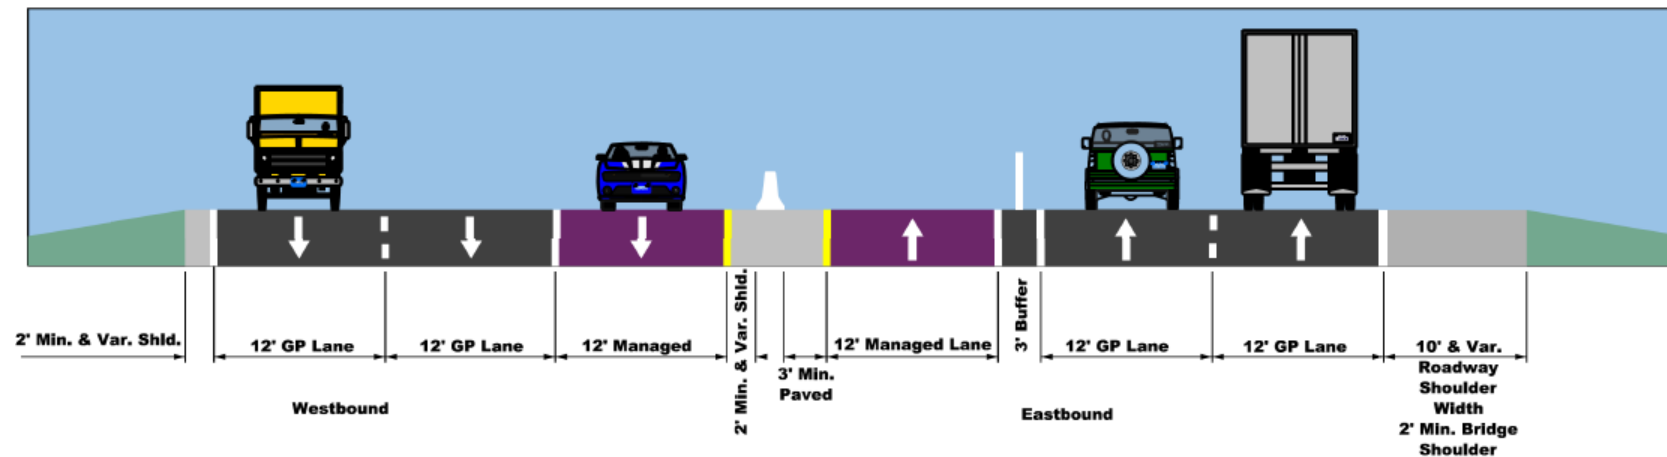 2' Min. & Var. Shld.
12' GP Lane
12' GP Lane
12' Managed
2' Min. & Var. Shld.
3' Min.
Paved
12' Managed Lane
3' Buffer
12' GP Lane
12' GP Lane
10' & Var.
Roadway
Shoulder
Width
2' Min. Bridge
Shoulder
Westbound
Eastbound